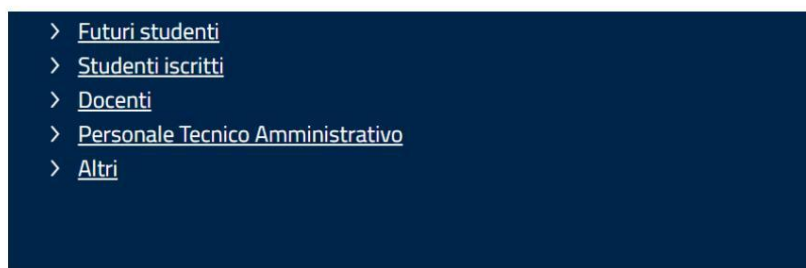 Futuri studenti
Studenti iscritti
Docenti
Personale Tecnico Amministrativo
Altri